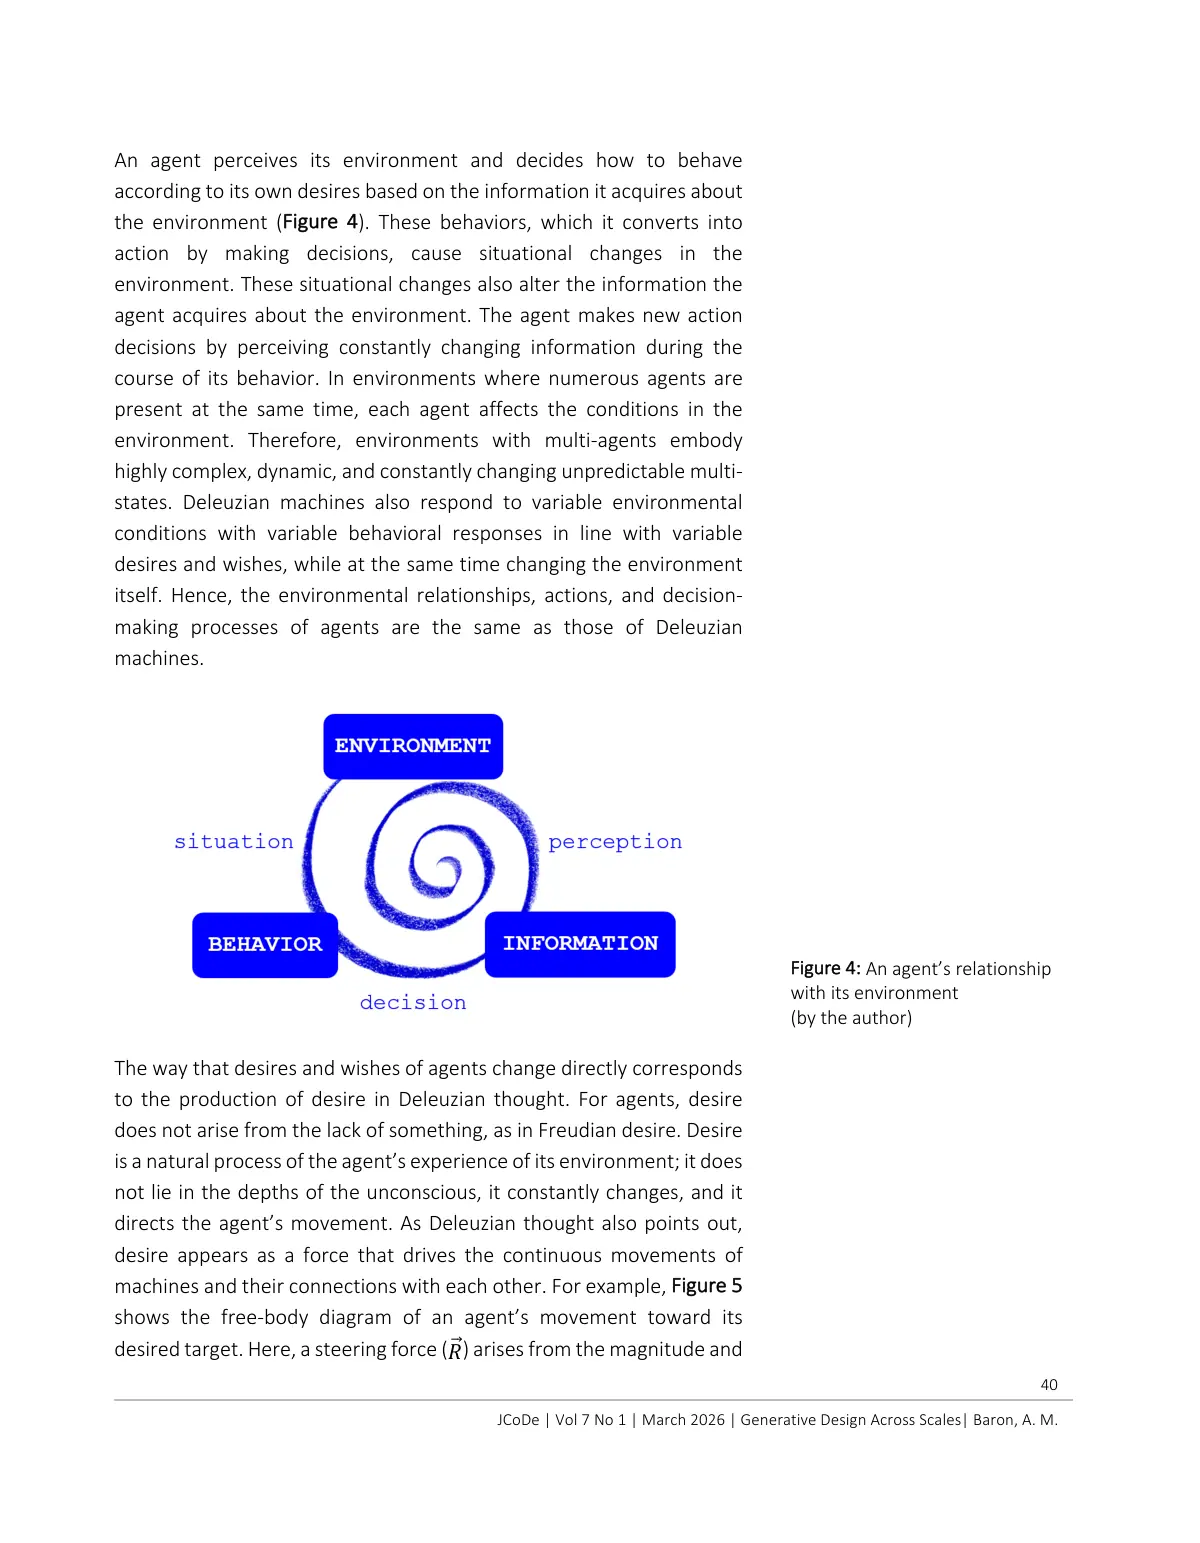 An agent perceives its environment and decides how to behave
according to its own desires based on the information it acquires about
the environment (Figure 4). These behaviors, which it converts into
action by making decisions, cause situational changes in the
environment. These situational changes also alter the information the
agent acquires about the environment. The agent makes new action
decisions by perceiving constantly changing information during the
course of its behavior. In environments where numerous agents are
present at the same time, each agent affects the conditions in the
environment. Therefore, environments with multi-agents embody
highly complex, dynamic, and constantly changing unpredictable multi-
states. Deleuzian machines also respond to variable environmental
conditions with variable behavioral responses in line with variable
desires and wishes, while at the same time changing the environment
itself. Hence, the environmental relationships, actions, and decision-
making processes of agents are the same as those of Deleuzian
machines.
ENVIRONMENT
situation
perception
BEHAVIOR
INFORMATION
decision
Figure 4: An agent’s relationship
with its environment
(by the author)
The way that desires and wishes of agents change directly corresponds
to the production of desire in Deleuzian thought. For agents, desire
does not arise from the lack of something, as in Freudian desire. Desire
is a natural process of the agent’s experience of its environment; it does
not lie in the depths of the unconscious, it constantly changes, and it
directs the agent’s movement. As Deleuzian thought also points out,
desire appears as a force that drives the continuous movements of
machines and their connections with each other. For example, Figure 5
shows the free-body diagram of an agent’s movement toward its
desired target. Here, a steering force (R⃗) arises from the magnitude and
40
JCoDe | Vol 7 No 1 | March 2026 | Generative Design Across Scales| Baron, A. M.